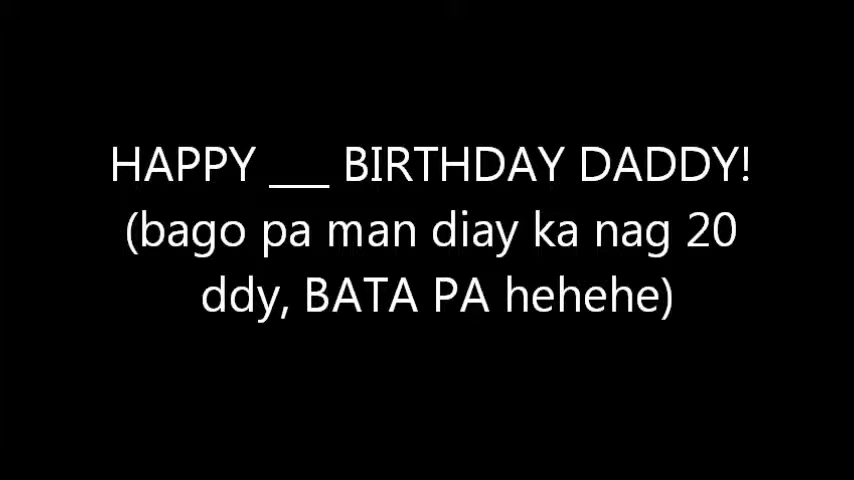 HAPPY ___ BIRTHDAY DADDY!
(bago pa man diay ka nag 20
ddy, BATA PA hehehe)